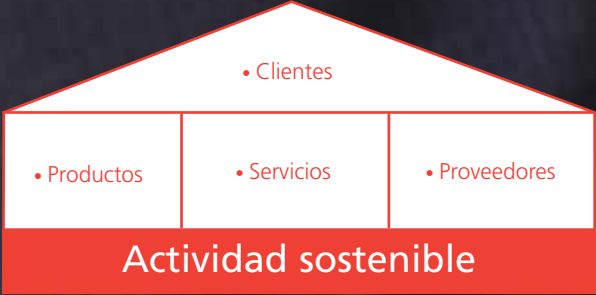 • Clientes
• Productos
• Servicios
• Proveedores
Actividad sostenible